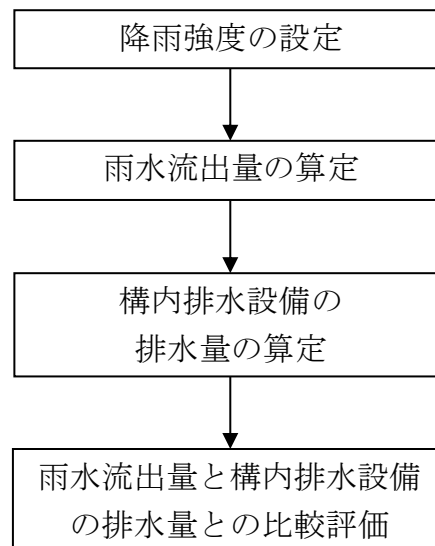 降雨強度の設定
雨水流出量の算定
構内排水設備の
排水量の算定
雨水流出量と構内排水設備
の排水量との比較評価